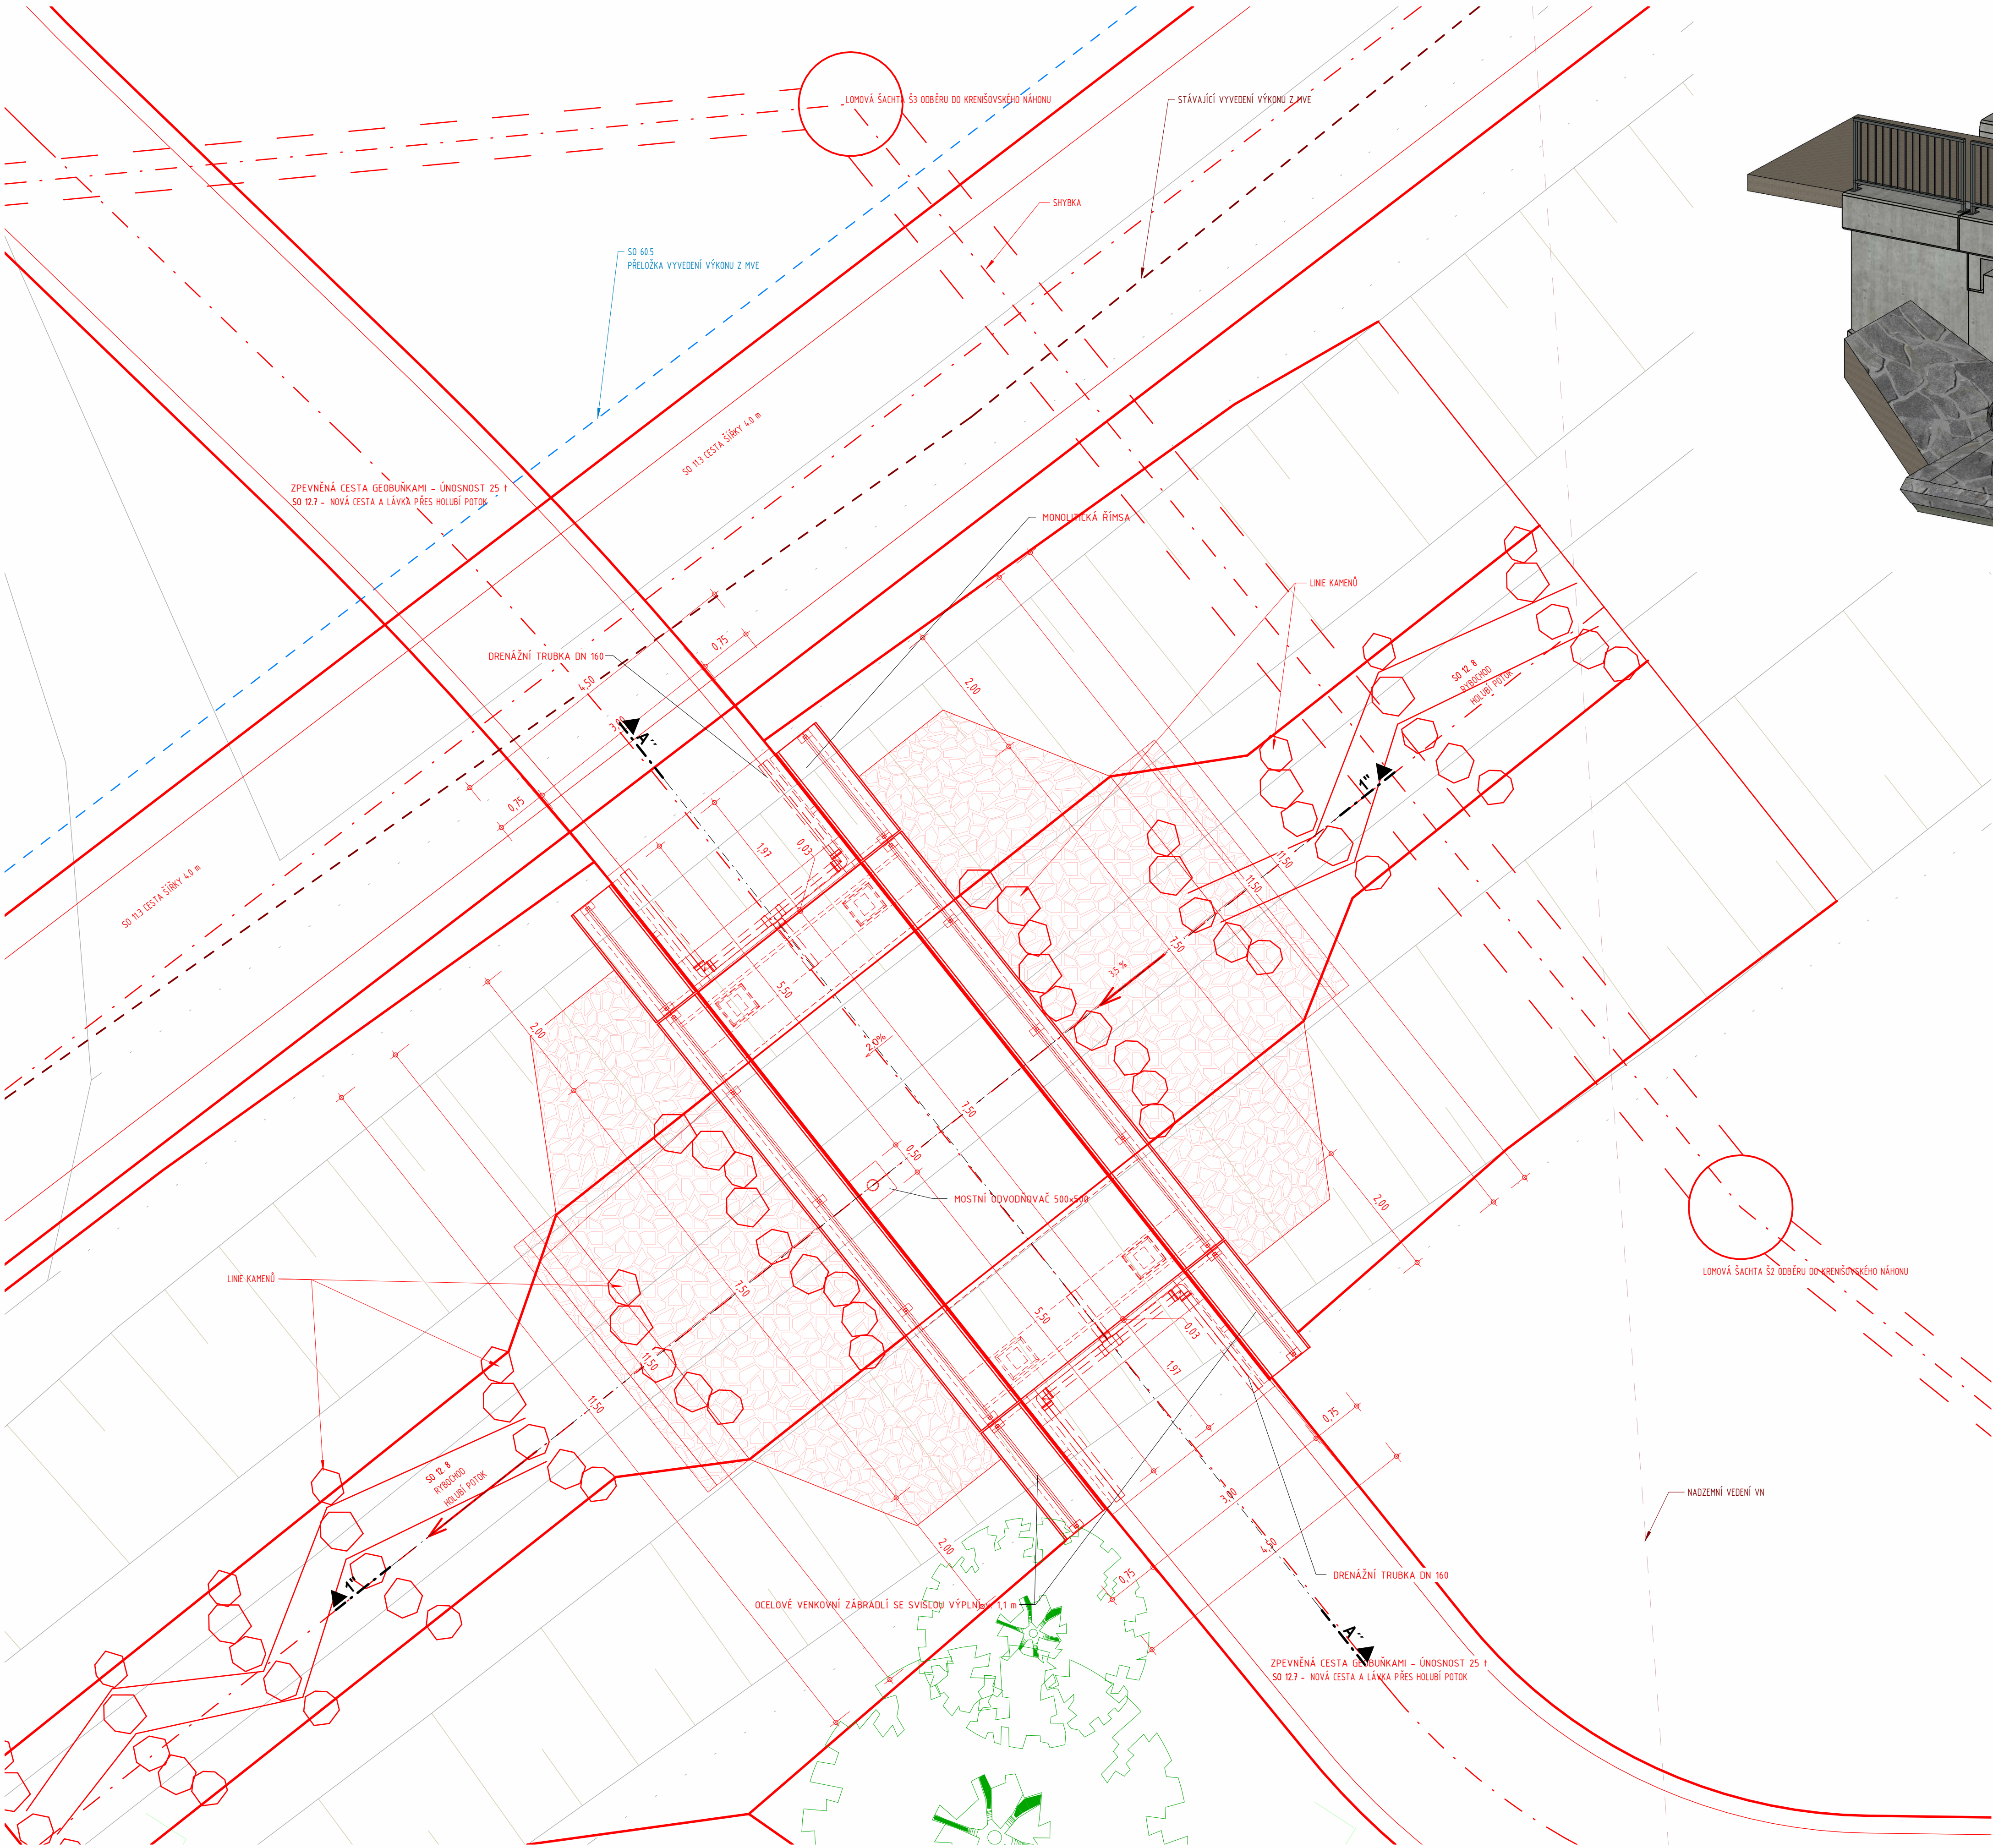 LOMOVÁ ŠACHTA Š3 ODBĚRU DO KRENIŠOVSKÉHO NÁHONU
STÁVAJÍCÍ VYVEDENÍ VÝKONU Z MVE
SHYBKA
SO 60.5
PŘELOŽKA VYVEDENÍ VÝKONU Z MVE
SO 11.3 CESTA ŠÍŘKY 4.0 m
ZPEVNĚNÁ CESTA GEOBUŇKAMI - ÚNOSNOST 25 t
SO 12.7 - NOVÁ CESTA A LÁVKA PŘES HOLUBÍ POTOK
MONOLITICKÁ ŘÍMSA
LINIE KAMENŮ
DRENÁŽNÍ TRUBKA DN 160
0,75
4,50
3,00
A''
2,00
SO 12. 8
RYBOCHOD
HOLUBÍ POTOK
1"
0,75
1,97
0,03
11,50
11,50
SO 11.3 CESTA ŠÍŘKY 4.0 m
7,50
3,5 %
5,50
2,00
2.0%
7,50
0,50
MOSTNÍ ODVODŇOVAČ 500x500
2,00
LOMOVÁ ŠACHTA Š2 ODBĚRU DO KRENIŠOVSKÉHO NÁHONU
LINIE KAMENŮ
7,50
5,50
0,03
11,50
1,97
11,50
0,75
SO 12. 8
RYBOCHOD
HOLUBÍ POTOK
3,00
NADZEMNÍ VEDENÍ VN
4,50
2,00
0,75
DRENÁŽNÍ TRUBKA DN 160
1"
OCELOVÉ VENKOVNÍ ZÁBRADLÍ SE SVISLOU VÝPLNÍ v. 1,1 m
A''
ZPEVNĚNÁ CESTA GEOBUŇKAMI - ÚNOSNOST 25 t
SO 12.7 - NOVÁ CESTA A LÁVKA PŘES HOLUBÍ POTOK